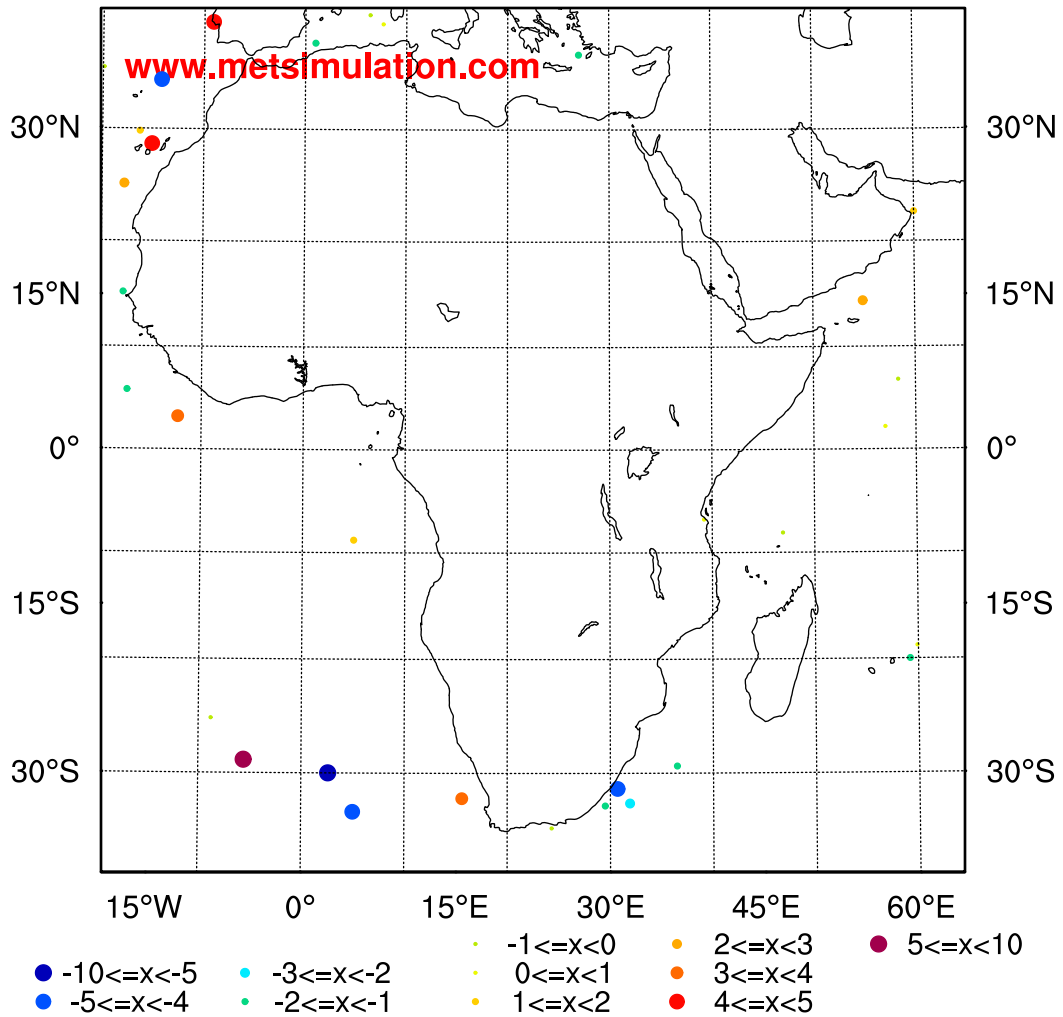 www.metsimulation.com
30°N 30°N
15°N 15°N
0° 0°
15°S 15°S
30°S 30°S
15°W 0° 15°E 30°E 45°E 60°E
-1<=x<0 2<=x<3 5<=x<10
-10<=x<-5 -3<=x<-2 0<=x<1 3<=x<4
-5<=x<-4 -2<=x<-1 1<=x<2 4<=x<5